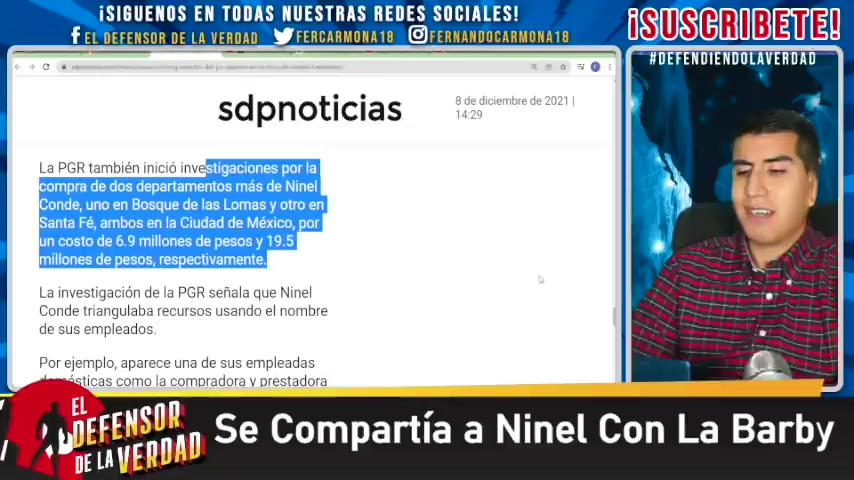 ¡SIGUENOS EN TODAS NUESTRAS REDES SOCIALES!
EL DEFENSOR DE LA VERDAD
FERCARMONA18
FERNANDOCARMONA18
¡SUSCRIBETE!
#DEFENDIENDOLAVERDAD
sdpnoticias
8 de diciembre de 2021 |
14:29
La PGR también inició investigaciones por la
compra de dos departamentos más de Ninel
Conde, uno en Bosque de las Lomas y otro en
Santa Fé, ambos en la Ciudad de México, por
un costo de 6.9 millones de pesos y 19.5
millones de pesos, respectivamente.
La investigación de la PGR señala que Ninel
Conde triangulaba recursos usando el nombre
de sus empleados.
Por ejemplo, aparece una de sus empleadas
domésticas como la compradora y prestadora
EL
DEFENSOR
DE LA VERDAD
Se Compartía a Ninel Con La Barby